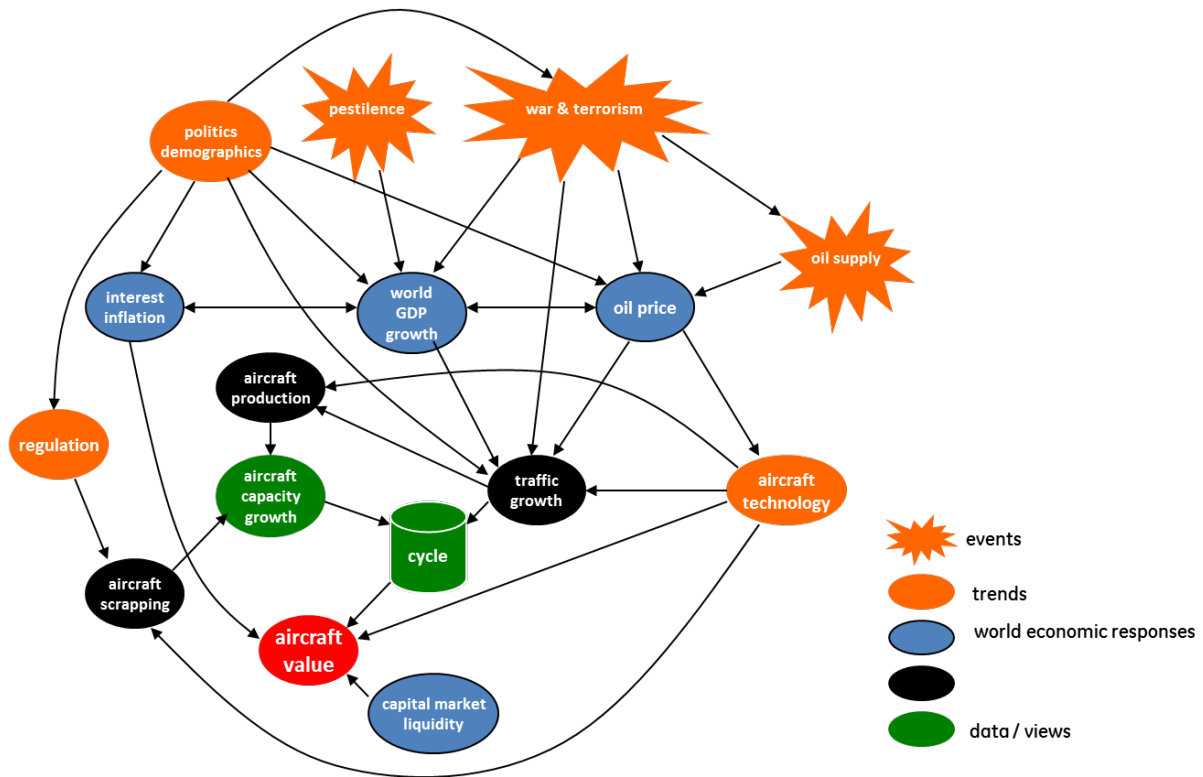 pestilence
war & terrorism
politics
demographics
oil supply
interest
inflation
world
GDP
growth
oil price
aircraft
production
regulation
aircraft
capacity
growth
traffic
growth
aircraft
technology
cycle
events
aircraft
scrapping
trends
aircraft
value
world economic responses
capital market
liquidity
data / views